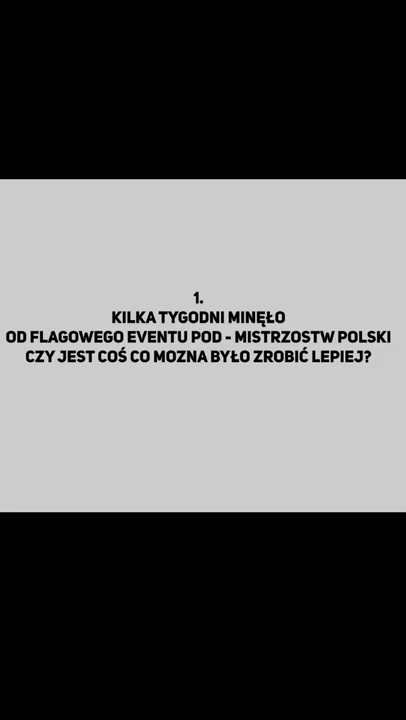 1.
KILKA TYGODNI MINĘŁO
OD FLAGOWEGO EVENTU POD - MISTRZOSTW POLSKI
CZY JEST COŚ CO MOZNA BYŁO ZROBIĆ LEPIEJ?